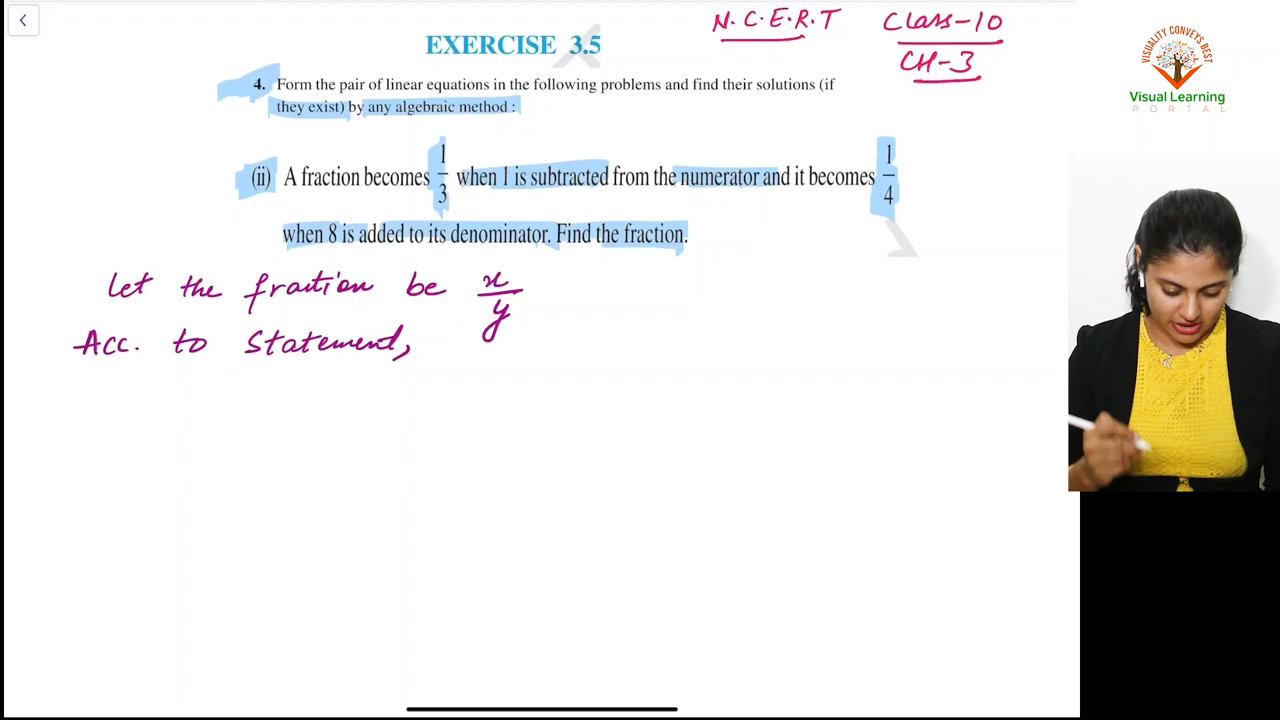 N.C.E.R.T Class-10
CH-3
EXERCISE 3.5
VISUALITY CONVEYS BEST
Visual Learning
PORTAL
4. Form the pair of linear equations in the following problems and find their solutions (if
they exist) by any algebraic method :
(ii) A fraction becomes 1/3 when 1 is subtracted from the numerator and it becomes 1/4
when 8 is added to its denominator. Find the fraction.
Let the fraction be x/y
Acc. to Statement,